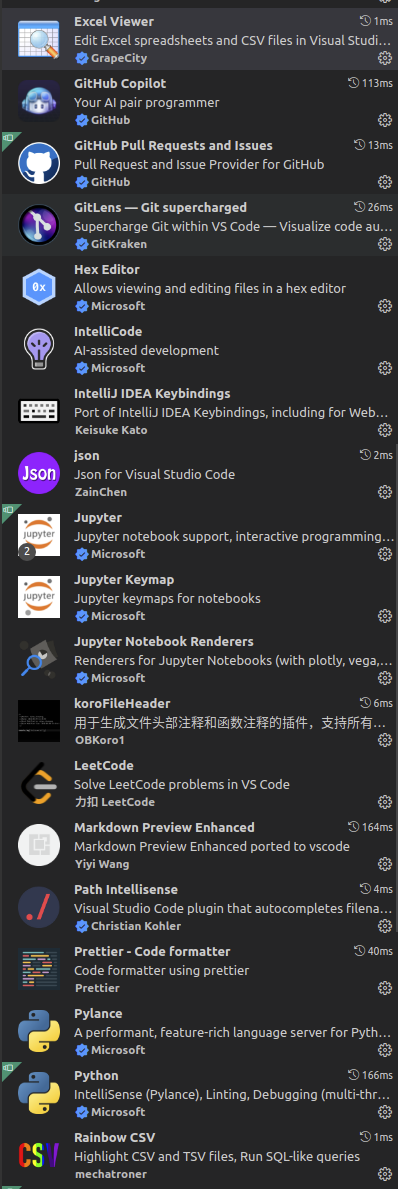 Excel Viewer 1ms
Edit Excel spreadsheets and CSV files in Visual Studi...
GrapeCity
GitHub Copilot 113ms
Your AI pair programmer
GitHub
GitHub Pull Requests and Issues 13ms
Pull Request and Issue Provider for GitHub
GitHub
GitLens — Git supercharged 26ms
Supercharge Git within VS Code — Visualize code au...
GitKraken
Hex Editor
0x
Allows viewing and editing files in a hex editor
Microsoft
IntelliCode
AI-assisted development
Microsoft
IntelliJ IDEA Keybindings
Port of IntelliJ IDEA Keybindings, including for Web...
Keisuke Kato
json 2ms
Json
Json for Visual Studio Code
ZainChen
Jupyter
jupyter
Jupyter notebook support, interactive programming...
2
Microsoft
Jupyter Keymap
jupyter
Jupyter keymaps for notebooks
Microsoft
Jupyter Notebook Renderers
Renderers for Jupyter Notebooks (with plotly, vega,...
Microsoft
koroFileHeader 6ms
用于生成文件头部注释和函数注释的插件，支持所有...
OBKoro1
LeetCode
Solve LeetCode problems in VS Code
力扣 LeetCode
Markdown Preview Enhanced 164ms
Markdown Preview Enhanced ported to vscode
Yiyi Wang
Path Intellisense 4ms
./
Visual Studio Code plugin that autocompletes filena...
Christian Kohler
Prettier - Code formatter 40ms
Code formatter using prettier
Prettier
Pylance
A performant, feature-rich language server for Pyth...
Microsoft
Python 166ms
IntelliSense (Pylance), Linting, Debugging (multi-thr...
Microsoft
Rainbow CSV 1ms
CSV
Highlight CSV and TSV files, Run SQL-like queries
mechatroner